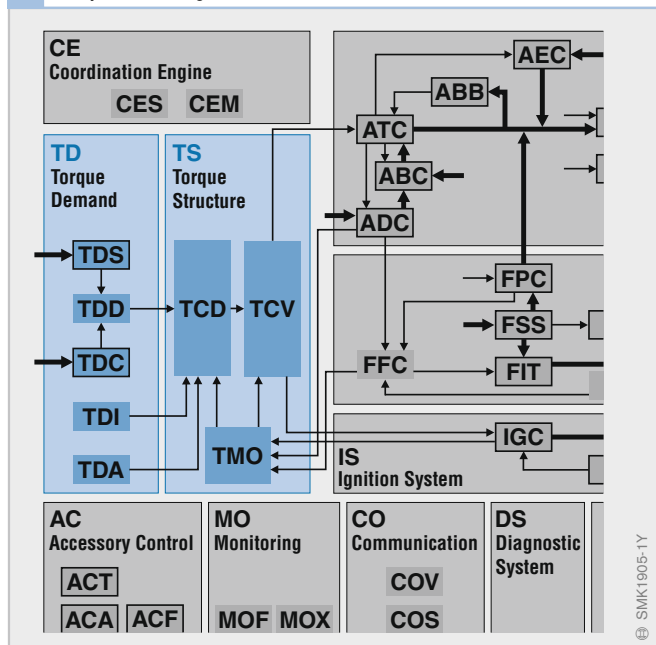 CE
Coordination Engine
CES CEM
TD
Torque
Demand
TDS
TDD
TDC
TDI
TDA
TS
Torque
Structure
TCD
TCV
TMO
AEC
ABB
ATC
ABC
ADC
FPC
FSS
FFC
FIT
IGC
IS
Ignition System
AC
Accessory Control
ACT
ACA ACF
MO
Monitoring
MOF MOX
CO
Communication
COV
COS
DS
Diagnostic
System
SMK1905-1Y